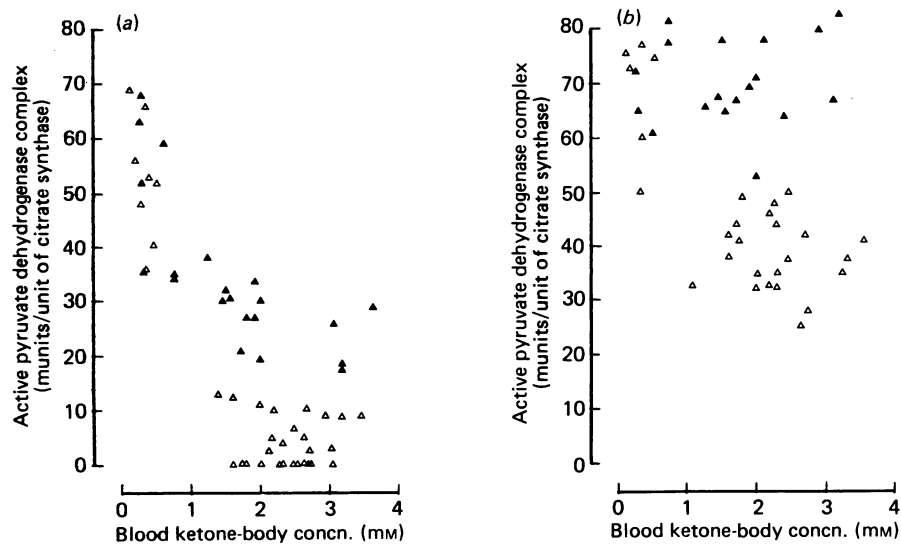 (a)
Active pyruvate dehydrogenase complex
(munits/unit of citrate synthase)
80
70
60
50
40
30
20
10
0
0 1 2 3 4
Blood ketone-body concn. (mM)
(b)
Active pyruvate dehydrogenase complex
(munits/unit of citrate synthase)
80
70
60
50
40
30
20
10
0
0 1 2 3 4
Blood ketone-body concn. (mM)